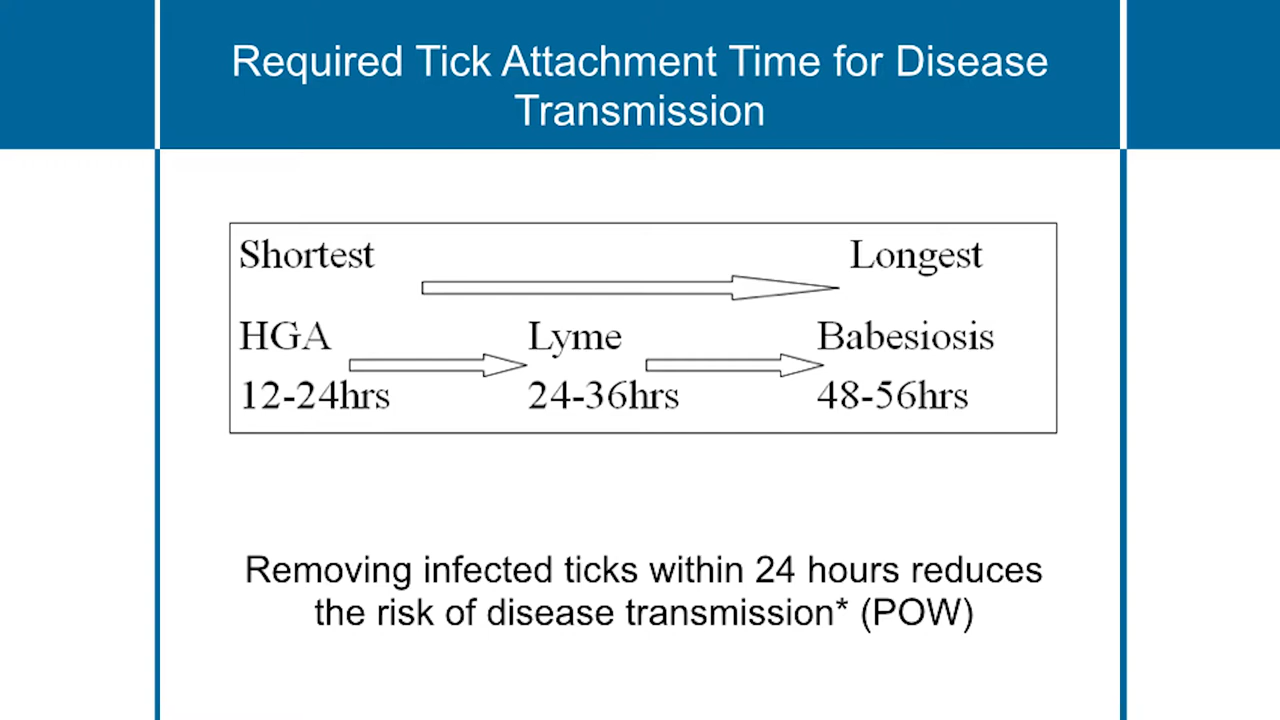 Required Tick Attachment Time for Disease
Transmission
Shortest Longest
HGA Lyme Babesiosis
12-24hrs 24-36hrs 48-56hrs
Removing infected ticks within 24 hours reduces
the risk of disease transmission* (POW)